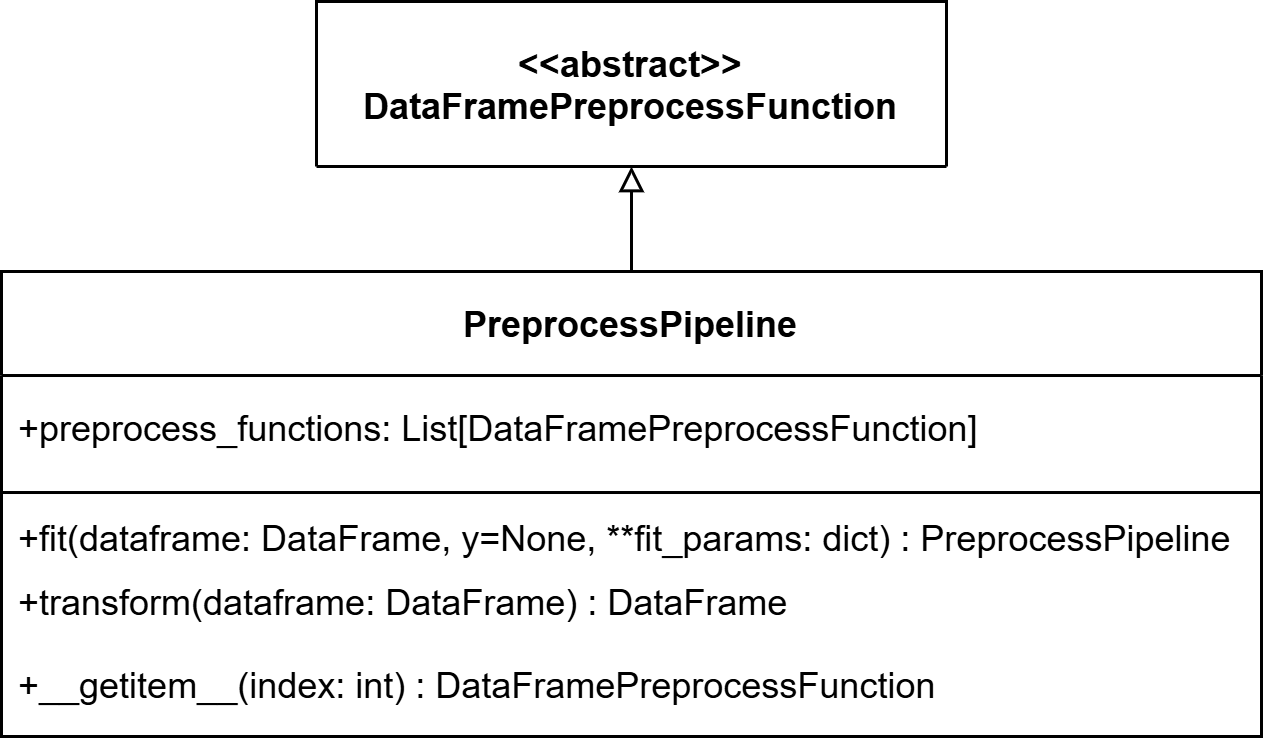 <<abstract>>
DataFramePreprocessFunction
PreprocessPipeline
+preprocess_functions: List[DataFramePreprocessFunction]
+fit(dataframe: DataFrame, y=None, **fit_params: dict) : PreprocessPipeline
+transform(dataframe: DataFrame) : DataFrame
+__getitem__(index: int) : DataFramePreprocessFunction